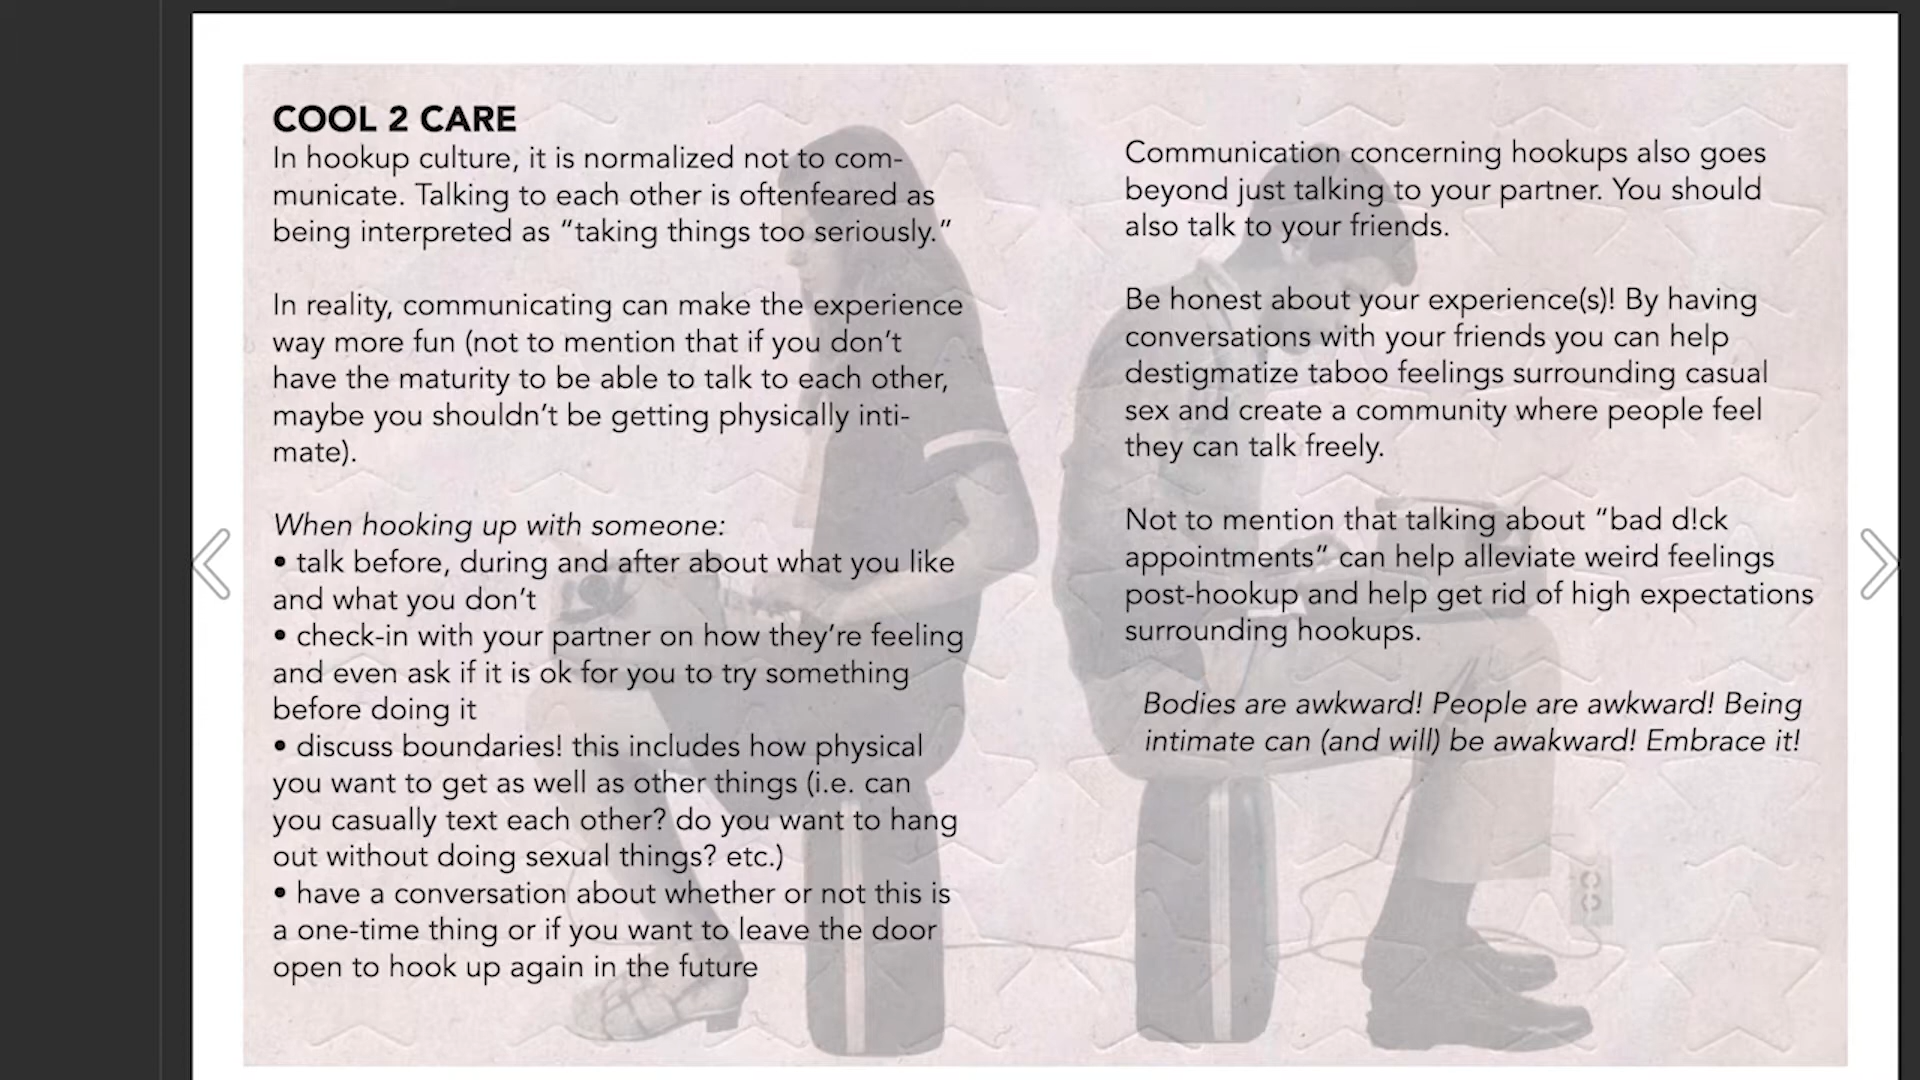 COOL 2 CARE
In hookup culture, it is normalized not to com-
municate. Talking to each other is oftenfeared as
being interpreted as “taking things too seriously.”
In reality, communicating can make the experience
way more fun (not to mention that if you don’t
have the maturity to be able to talk to each other,
maybe you shouldn’t be getting physically inti-
mate).
When hooking up with someone:
• talk before, during and after about what you like
and what you don’t
• check-in with your partner on how they’re feeling
and even ask if it is ok for you to try something
before doing it
• discuss boundaries! this includes how physical
you want to get as well as other things (i.e. can
you casually text each other? do you want to hang
out without doing sexual things? etc.)
• have a conversation about whether or not this is
a one-time thing or if you want to leave the door
open to hook up again in the future
Communication concerning hookups also goes
beyond just talking to your partner. You should
also talk to your friends.
Be honest about your experience(s)! By having
conversations with your friends you can help
destigmatize taboo feelings surrounding casual
sex and create a community where people feel
they can talk freely.
Not to mention that talking about “bad d!ck
appointments” can help alleviate weird feelings
post-hookup and help get rid of high expectations
surrounding hookups.
Bodies are awkward! People are awkward! Being
intimate can (and will) be awakward! Embrace it!